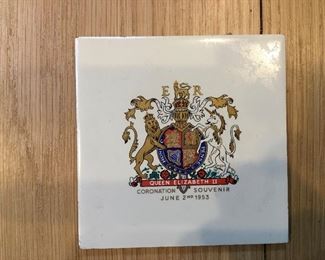 E R
QUEEN ELIZABETH II
CORONATION SOUVENIR
JUNE 2ND 1953